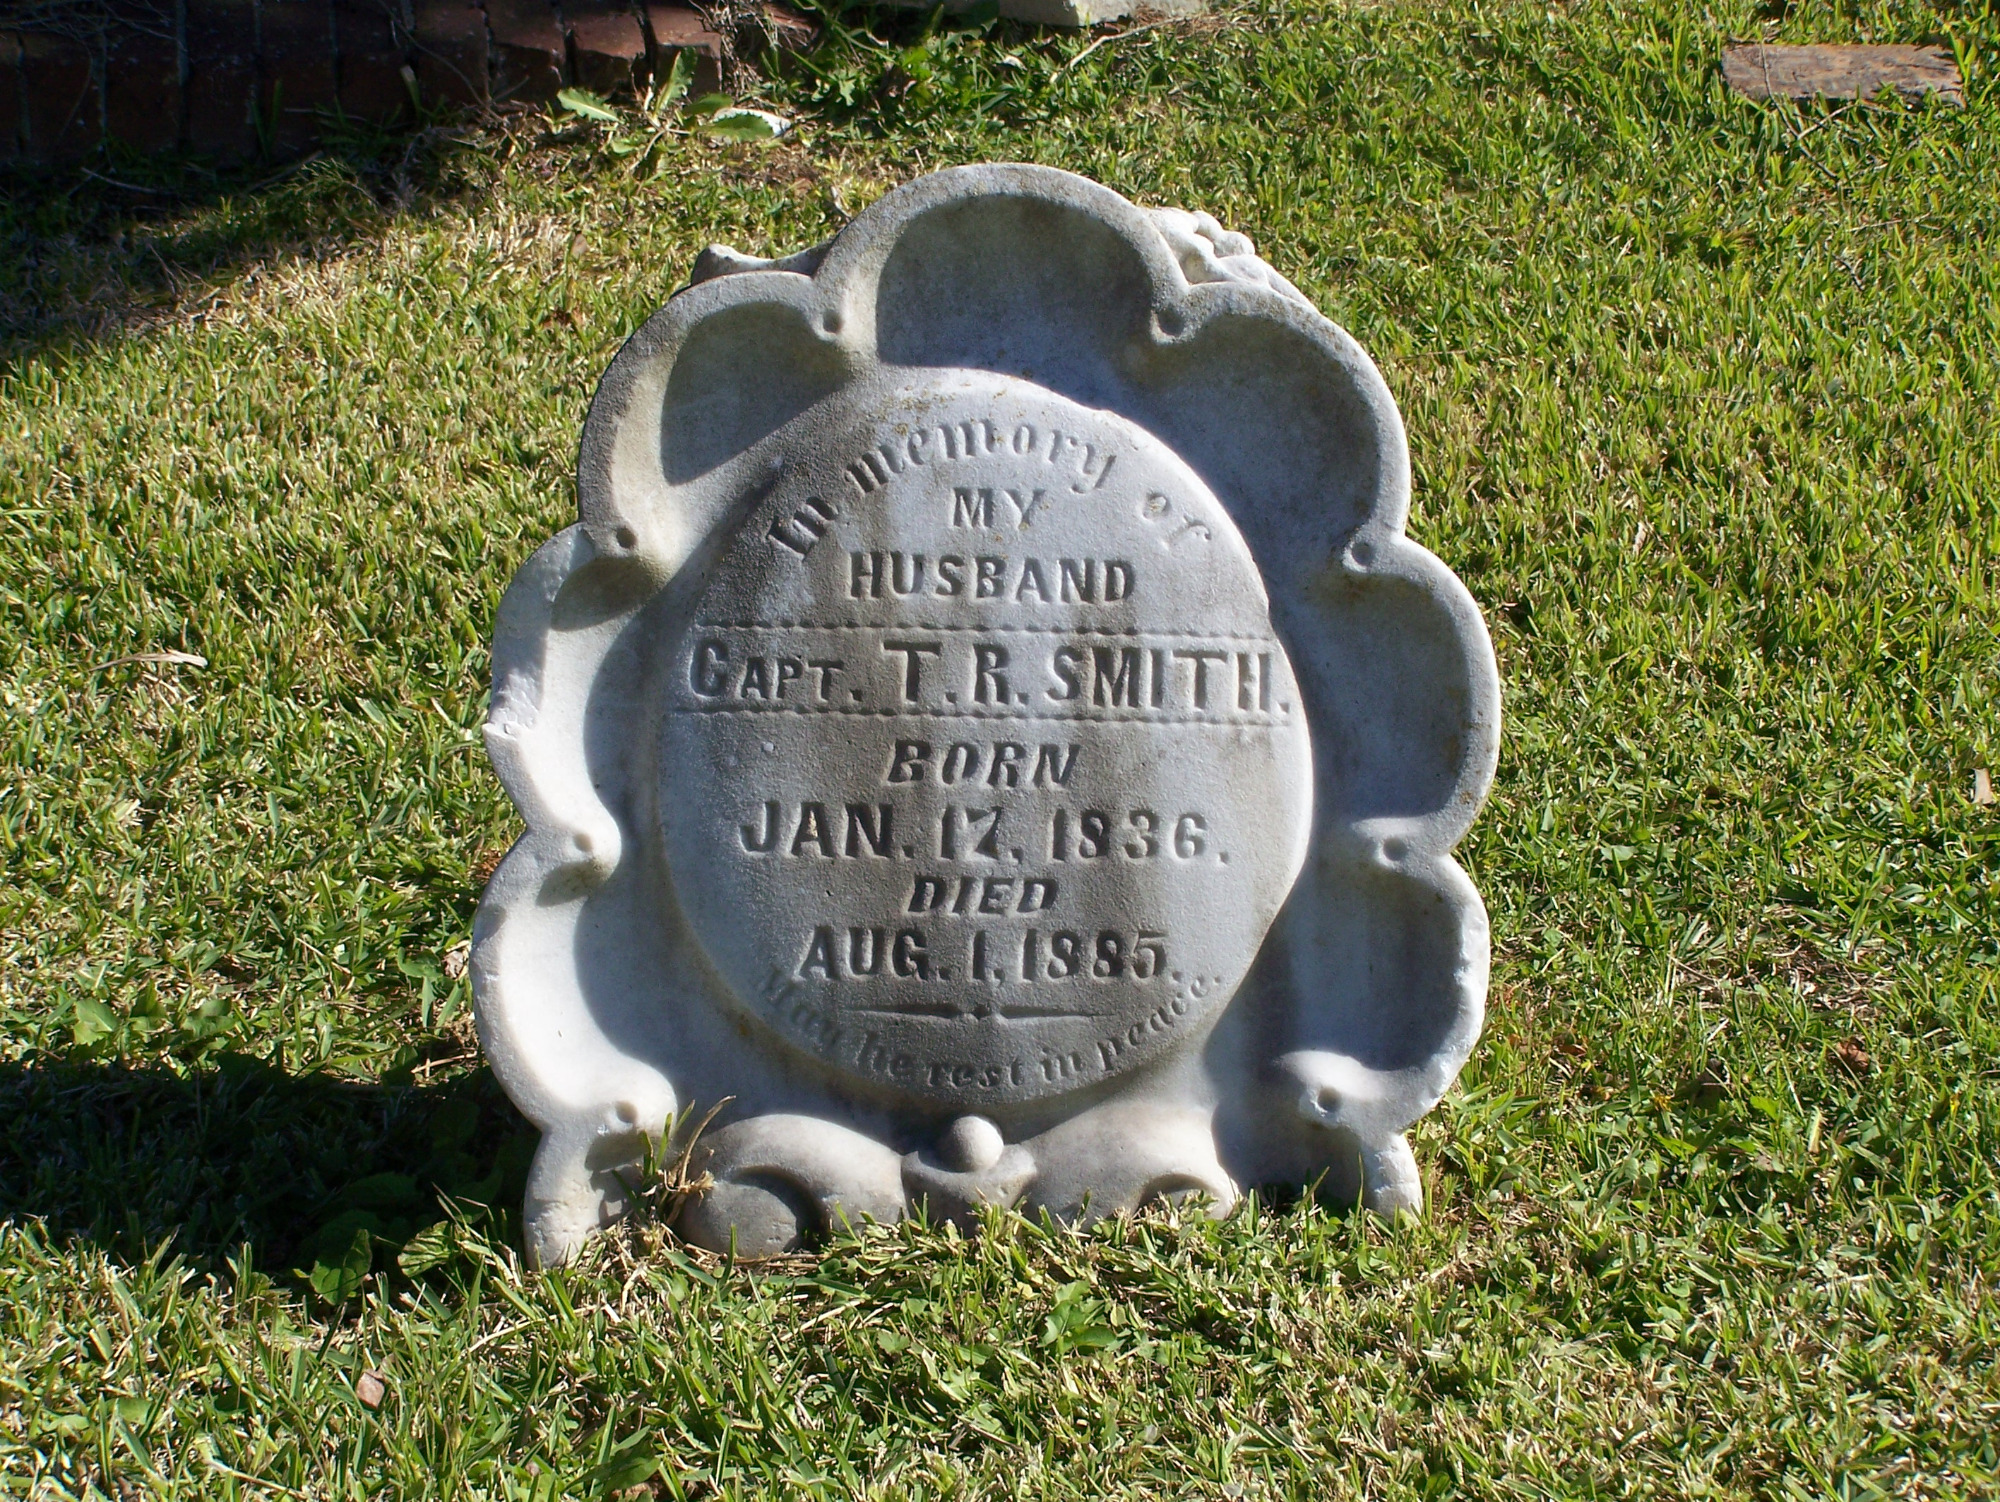 In memory of
MY
HUSBAND
CAPT. T. R. SMITH.
BORN
JAN. 17, 1836.
DIED
AUG. 1, 1885.
May he rest in peace.